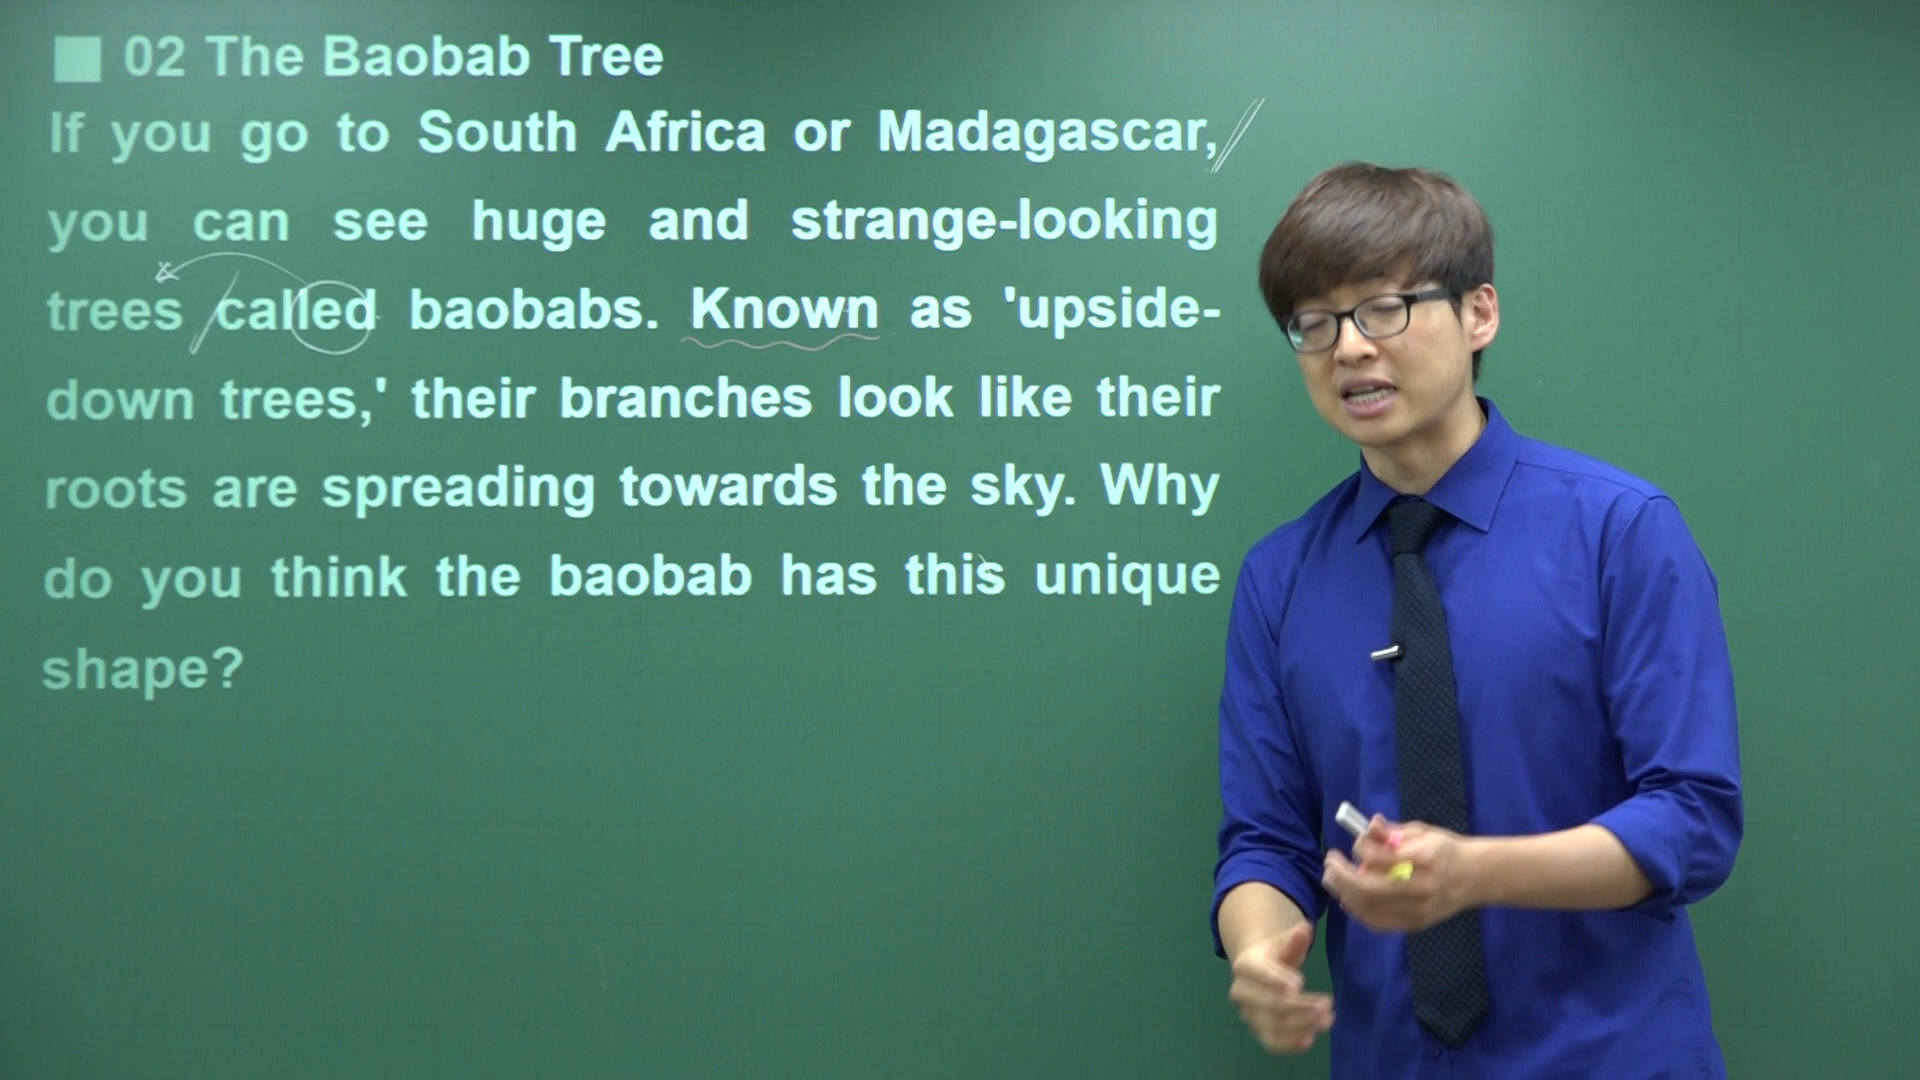 ■ 02 The Baobab Tree
If you go to South Africa or Madagascar,
you can see huge and strange-looking
trees called baobabs. Known as 'upside-
down trees,' their branches look like their
roots are spreading towards the sky. Why
do you think the baobab has this unique
shape?